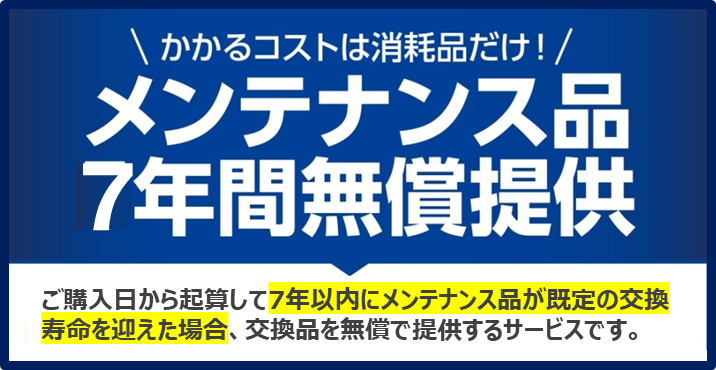 \ かかるコストは消耗品だけ! /
メンテナンス品
7年間無償提供
ご購入日から起算して7年以内にメンテナンス品が既定の交換
寿命を迎えた場合、交換品を無償で提供するサービスです。